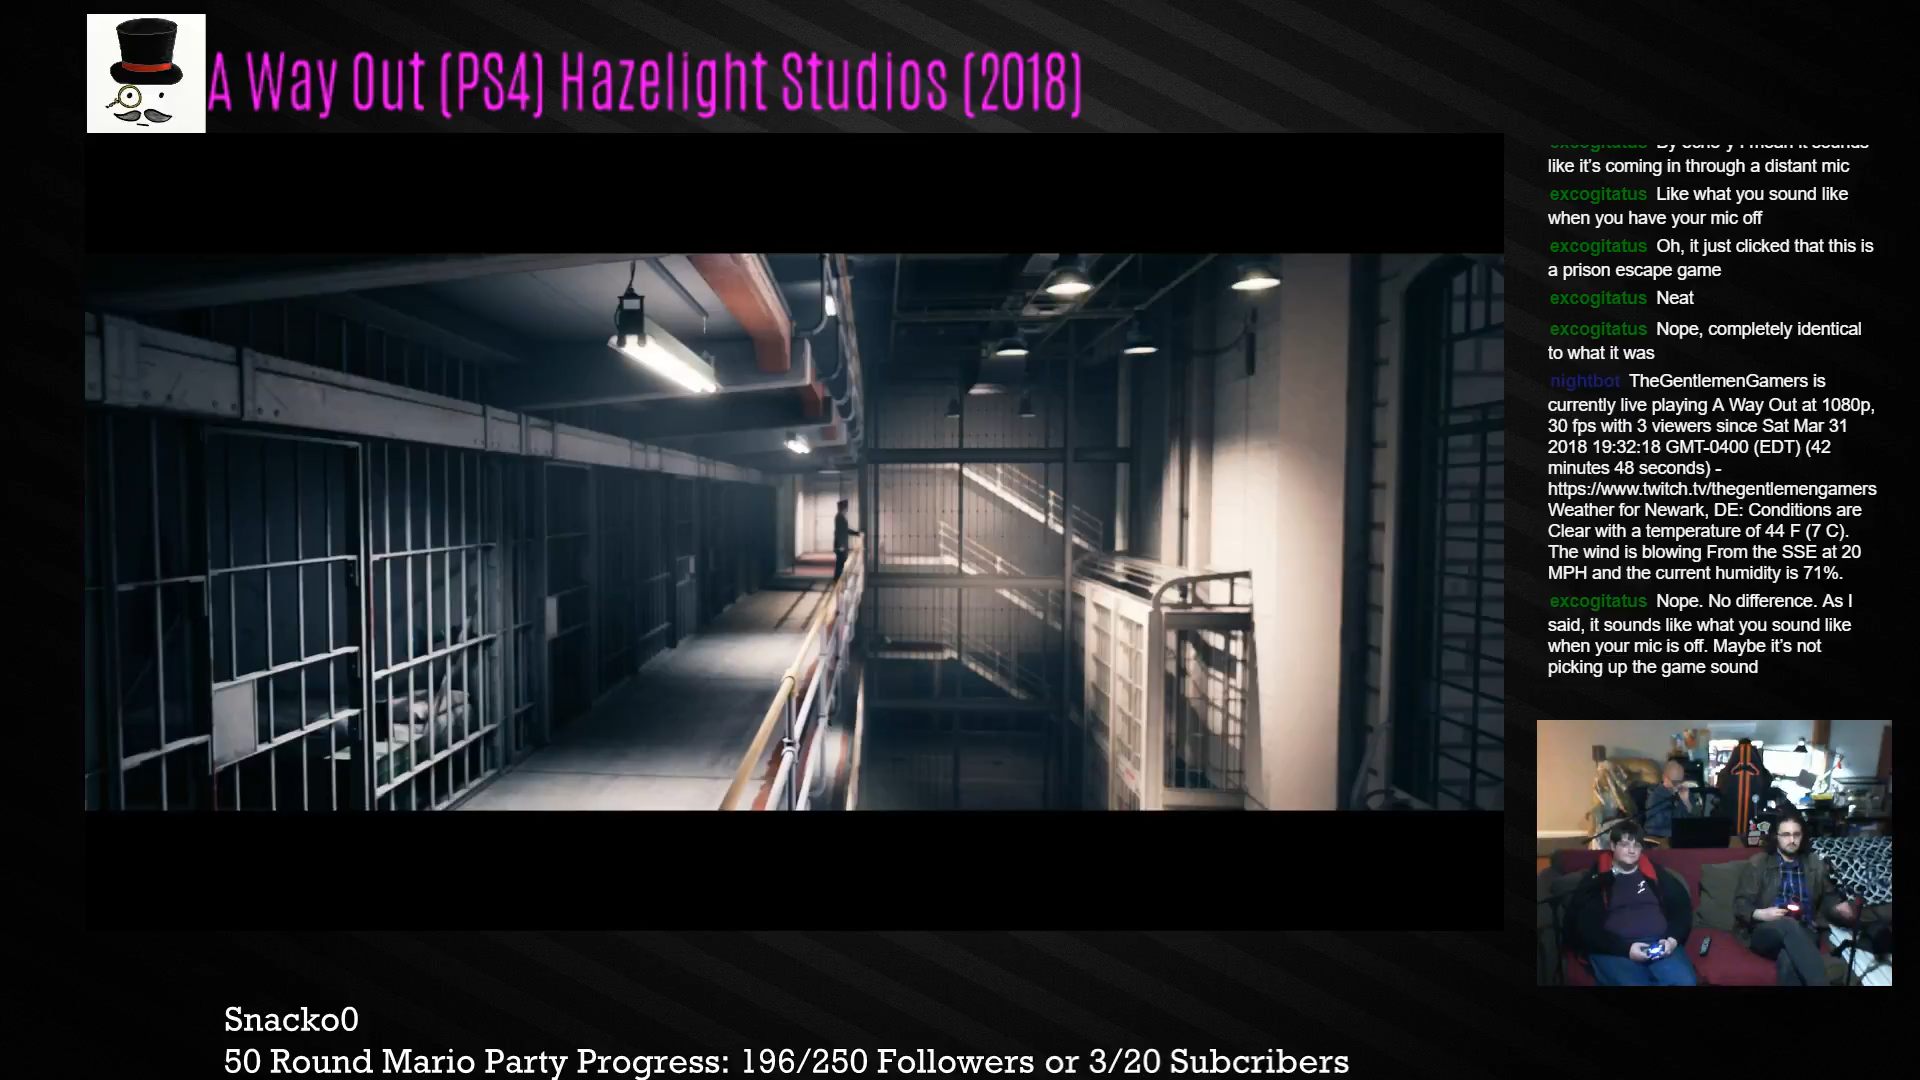 A Way Out (PS4) Hazelight Studios (2018)
like it's coming in through a distant mic
excogitatus Like what you sound like
when you have your mic off
excogitatus Oh, it just clicked that this is
a prison escape game
excogitatus Neat
excogitatus Nope, completely identical
to what it was
nightbot TheGentlemenGamers is
currently live playing A Way Out at 1080p,
30 fps with 3 viewers since Sat Mar 31
2018 19:32:18 GMT-0400 (EDT) (42
minutes 48 seconds) -
https://www.twitch.tv/thegentlemengamers
Weather for Newark, DE: Conditions are
Clear with a temperature of 44 F (7 C).
The wind is blowing From the SSE at 20
MPH and the current humidity is 71%.
excogitatus Nope. No difference. As I
said, it sounds like what you sound like
when your mic is off. Maybe it's not
picking up the game sound
Snacko0
50 Round Mario Party Progress: 196/250 Followers or 3/20 Subcribers